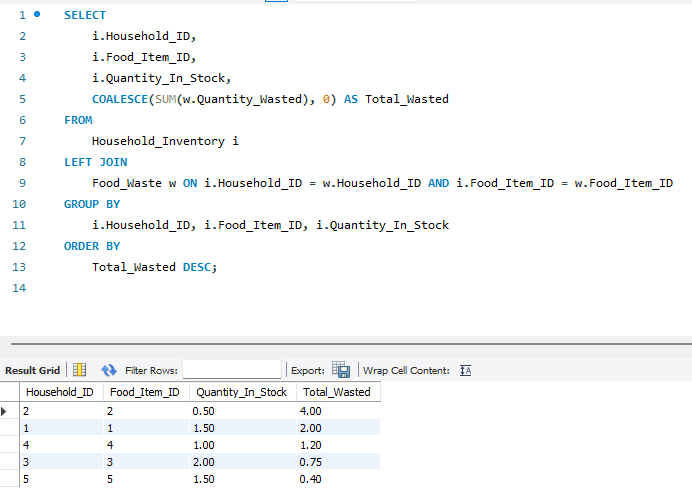 1 SELECT
2 i.Household_ID,
3 i.Food_Item_ID,
4 i.Quantity_In_Stock,
5 COALESCE(SUM(w.Quantity_Wasted), 0) AS Total_Wasted
6 FROM
7 Household_Inventory i
8 LEFT JOIN
9 Food_Waste w ON i.Household_ID = w.Household_ID AND i.Food_Item_ID = w.Food_Item_ID
10 GROUP BY
11 i.Household_ID, i.Food_Item_ID, i.Quantity_In_Stock
12 ORDER BY
13 Total_Wasted DESC;
14
Result Grid Filter Rows: Export: Wrap Cell Content: IA
Household_ID Food_Item_ID Quantity_In_Stock Total_Wasted
2 2 0.50 4.00
1 1 1.50 2.00
4 4 1.00 1.20
3 3 2.00 0.75
5 5 1.50 0.40